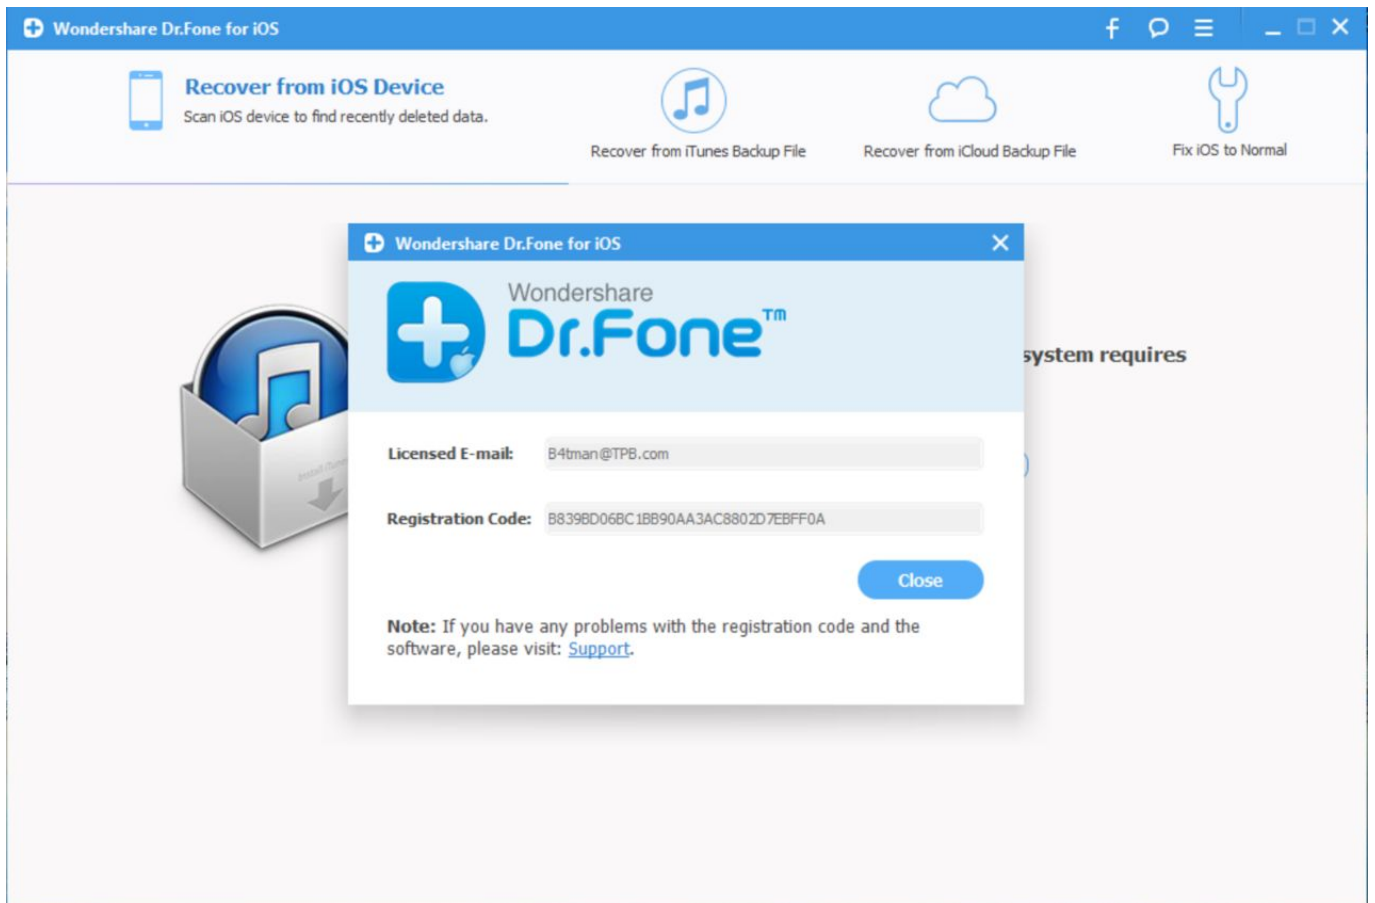 Wondershare Dr.Fone for iOS
Recover from iOS Device
Scan iOS device to find recently deleted data.
Recover from iTunes Backup File
Recover from iCloud Backup File
Fix iOS to Normal
Wondershare Dr.Fone for iOS
Wondershare
Dr.Fone™
system requires
Licensed E-mail: B4tman@TPB.com
Registration Code: B839BD06BC1BB90AA3AC8802D7EBFF0A
Close
Note: If you have any problems with the registration code and the
software, please visit: Support.